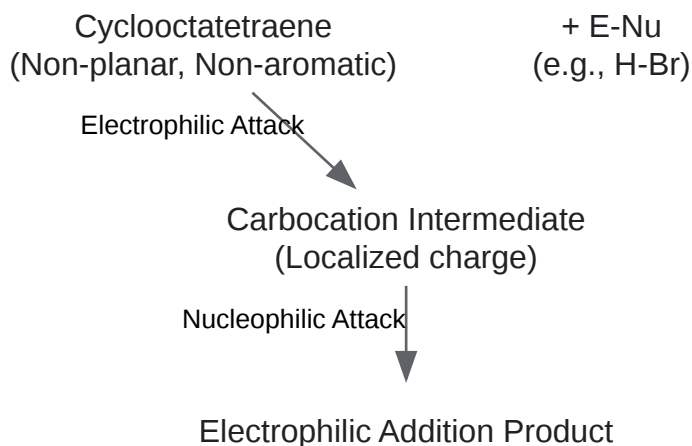 Cyclooctatetraene
(Non-planar, Non-aromatic)
+ E-Nu
(e.g., H-Br)
Electrophilic Attack
Carbocation Intermediate
(Localized charge)
Nucleophilic Attack
Electrophilic Addition Product